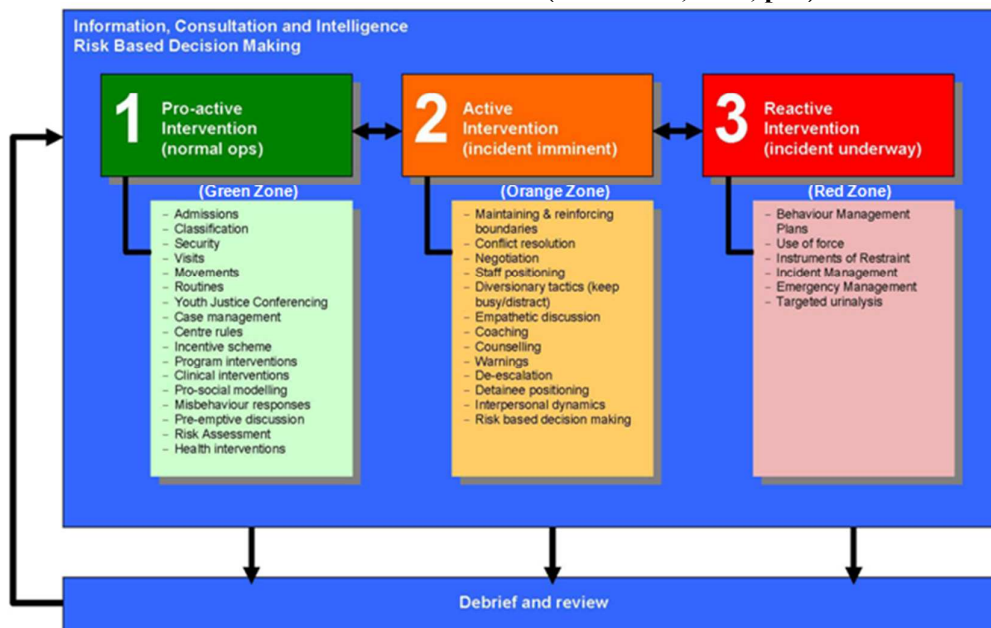 Information, Consultation and Intelligence
Risk Based Decision Making
1
Pro-active
Intervention
(normal ops)
2
Active
Intervention
(incident imminent)
3
Reactive
Intervention
(incident underway)
(Green Zone)
– Admissions
– Classification
– Security
– Visits
– Movements
– Routines
– Youth Justice Conferencing
– Case management
– Centre rules
– Incentive scheme
– Program interventions
– Clinical interventions
– Pro-social modelling
– Misbehaviour responses
– Pre-emptive discussion
– Risk Assessment
– Health interventions
(Orange Zone)
– Maintaining & reinforcing
boundaries
– Conflict resolution
– Negotiation
– Staff positioning
– Diversionary tactics (keep
busy/distract)
– Empathetic discussion
– Coaching
– Counselling
– Warnings
– De-escalation
– Detainee positioning
– Interpersonal dynamics
– Risk based decision making
(Red Zone)
– Behaviour Management
Plans
– Use of force
– Instruments of Restraint
– Incident Management
– Emergency Management
– Targeted urinalysis
Debrief and review